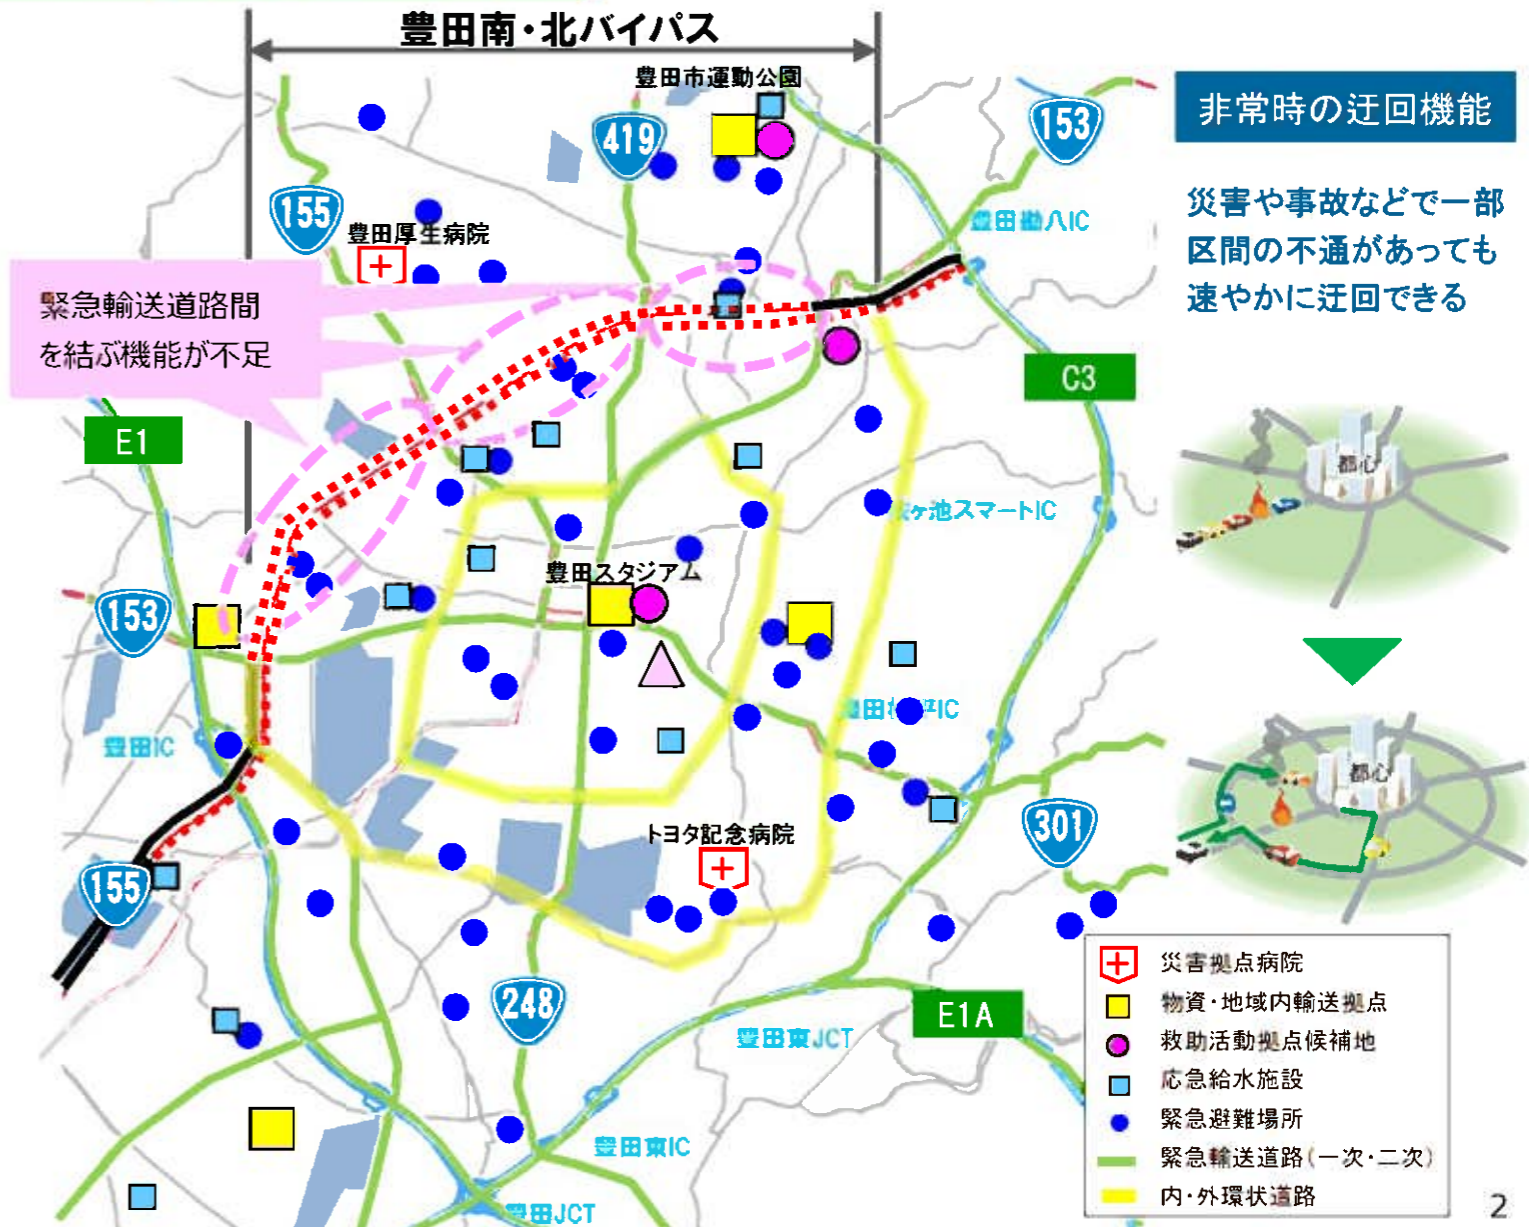 豊田南・北バイパス
豊田市運動公園
419
153
155
豊田厚生病院
豊田勘八IC
非常時の迂回機能
災害や事故などで一部
区間の不通があっても
速やかに迂回できる
緊急輸送道路間
を結ぶ機能が不足
E1
C3
都心
ヶ池スマートIC
豊田スタジアム
153
豊田IC
IC
都心
301
トヨタ記念病院
155
248
E1A
豊田東JCT
豊田東IC
豊田JCT
災害拠点病院
物資・地域内輸送拠点
救助活動拠点候補地
応急給水施設
緊急避難場所
緊急輸送道路(一次・二次)
内・外環状道路
2